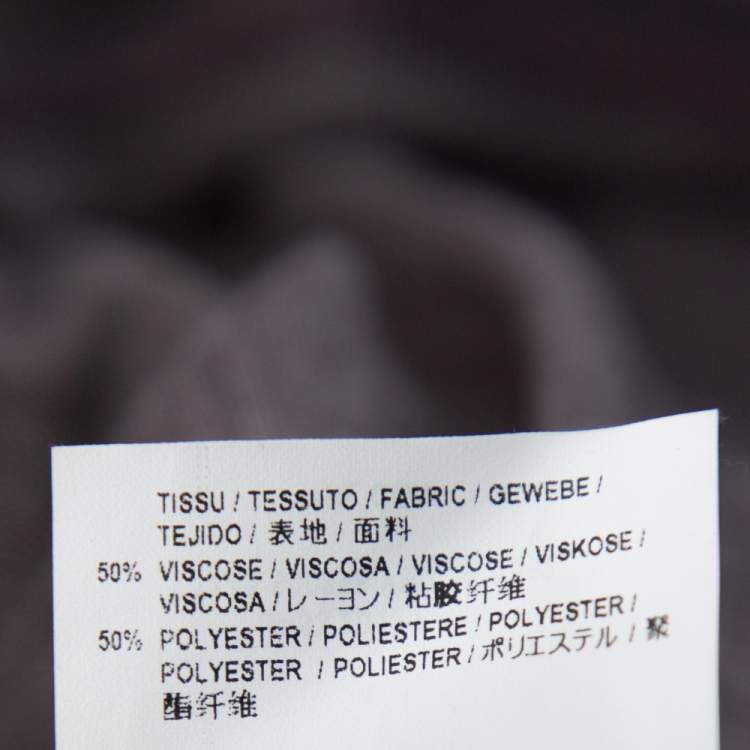 TISSU / TESSUTO / FABRIC / GEWEBE /
TEJIDO / 表地 / 面料
50% VISCOSE / VISCOSA / VISCOSE / VISKOSE /
VISCOSA / レーヨン / 粘胶纤维
50% POLYESTER / POLIESTERE / POLYESTER /
POLYESTER / POLIESTER / ポリエステル / 聚
酯纤维